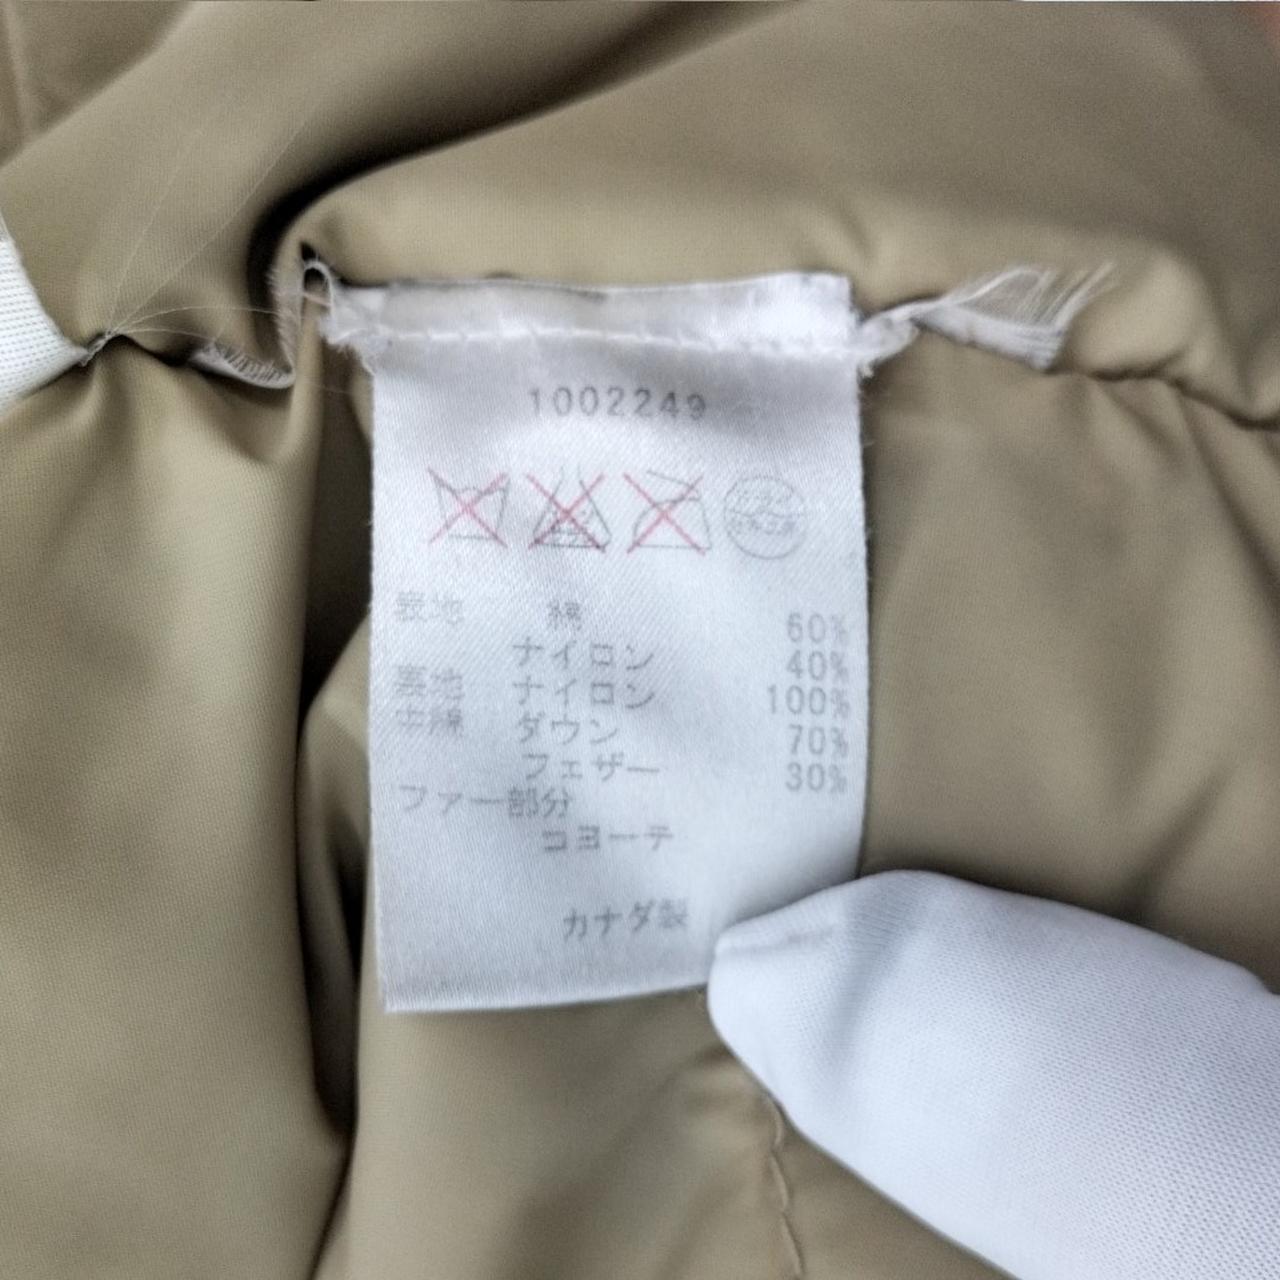 1002249
表地 綿 60%
ナイロン 40%
裏地 ナイロン 100%
中綿 ダウン 70%
フェザー 30%
ファー部分
コヨーテ
カナダ製